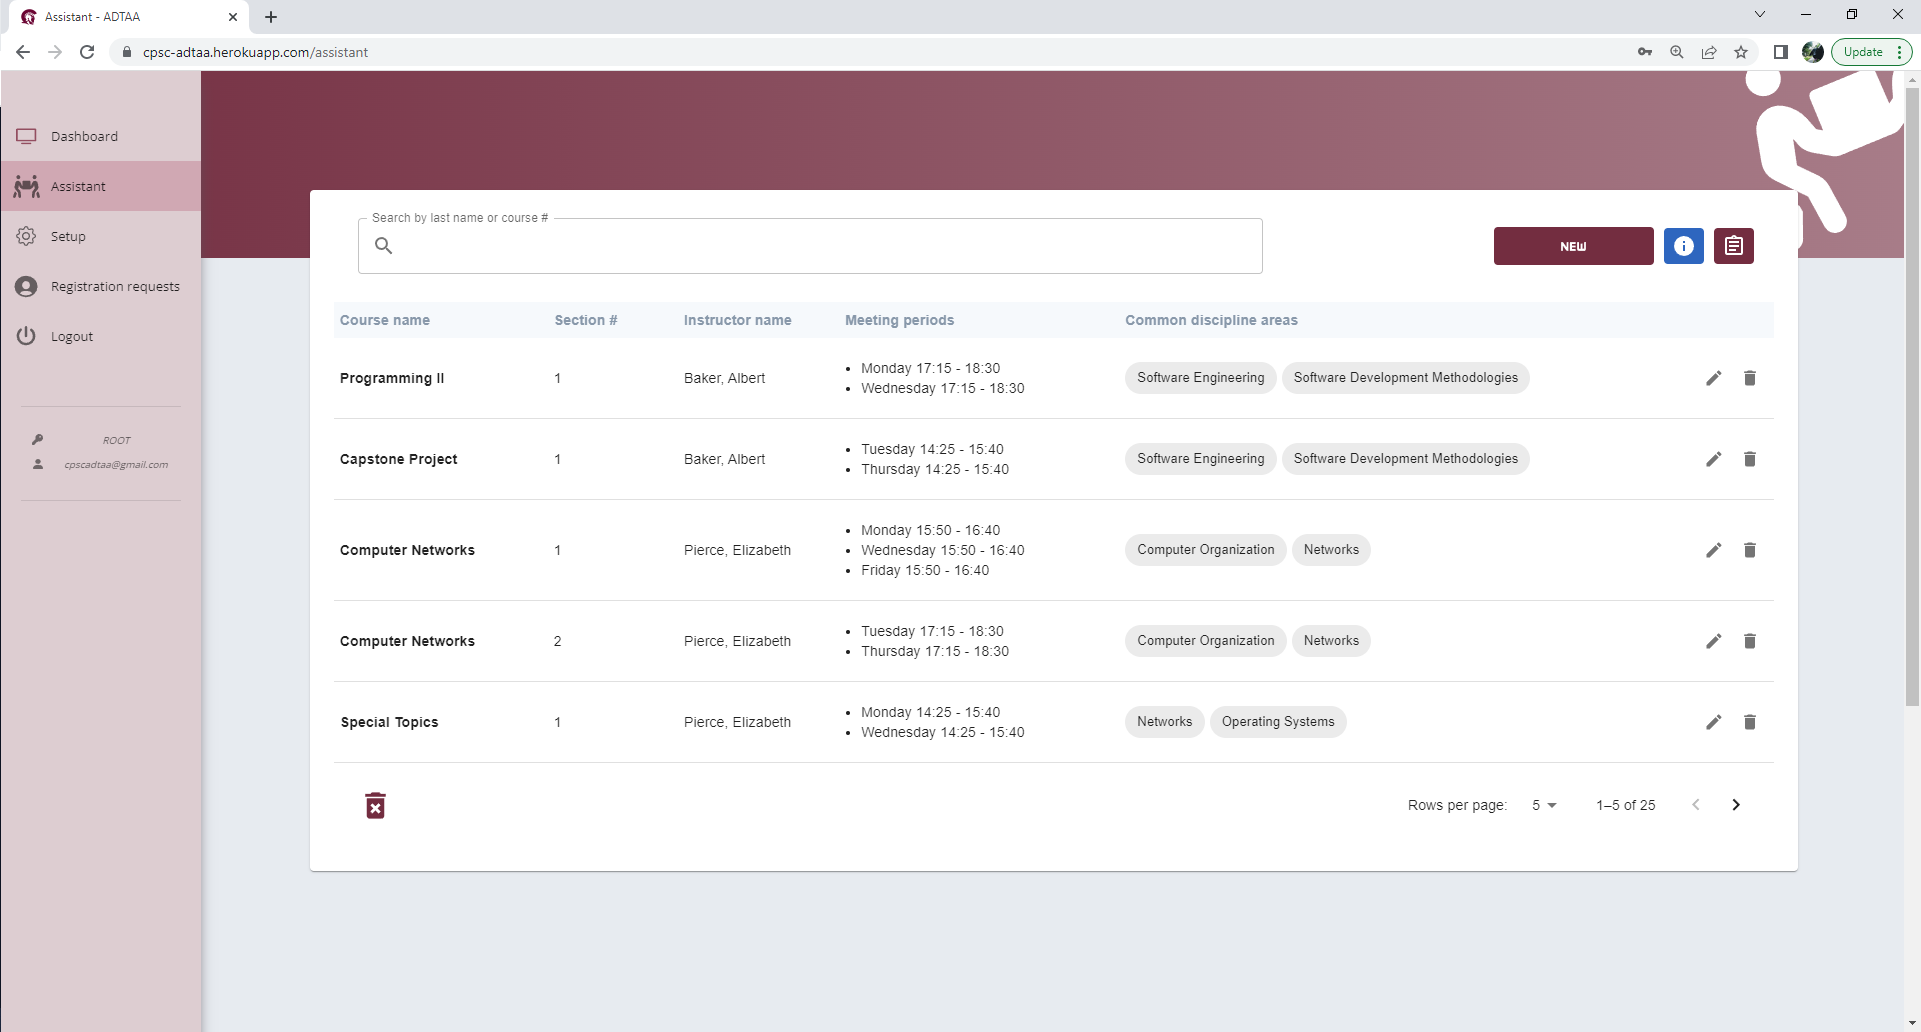 Assistant - ADTAA
cpsc-adtaa.herokuapp.com/assistant
Update
Dashboard
Assistant
Setup
Registration requests
Logout
ROOT
cpscadtaa@gmail.com
Search by last name or course #
NEW
Course name Section # Instructor name Meeting periods Common discipline areas
Programming II 1 Baker, Albert
Monday 17:15 - 18:30
Wednesday 17:15 - 18:30
Software Engineering Software Development Methodologies
Capstone Project 1 Baker, Albert
Tuesday 14:25 - 15:40
Thursday 14:25 - 15:40
Software Engineering Software Development Methodologies
Computer Networks 1 Pierce, Elizabeth
Monday 15:50 - 16:40
Wednesday 15:50 - 16:40
Friday 15:50 - 16:40
Computer Organization Networks
Computer Networks 2 Pierce, Elizabeth
Tuesday 17:15 - 18:30
Thursday 17:15 - 18:30
Computer Organization Networks
Special Topics 1 Pierce, Elizabeth
Monday 14:25 - 15:40
Wednesday 14:25 - 15:40
Networks Operating Systems
Rows per page: 5 1–5 of 25